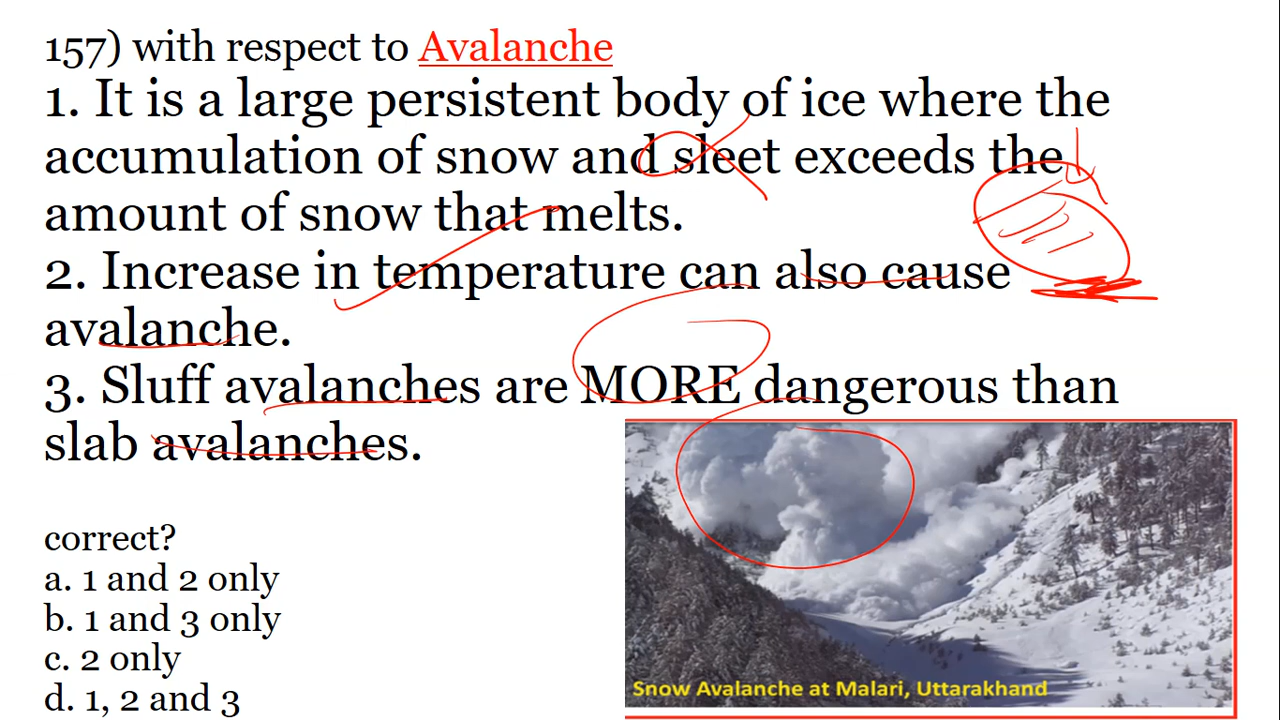 157) with respect to Avalanche
1. It is a large persistent body of ice where the
accumulation of snow and sleet exceeds the
amount of snow that melts.
2. Increase in temperature can also cause
avalanche.
3. Sluff avalanches are MORE dangerous than
slab avalanches.
correct?
a. 1 and 2 only
b. 1 and 3 only
c. 2 only
d. 1, 2 and 3
Snow Avalanche at Malari, Uttarakhand